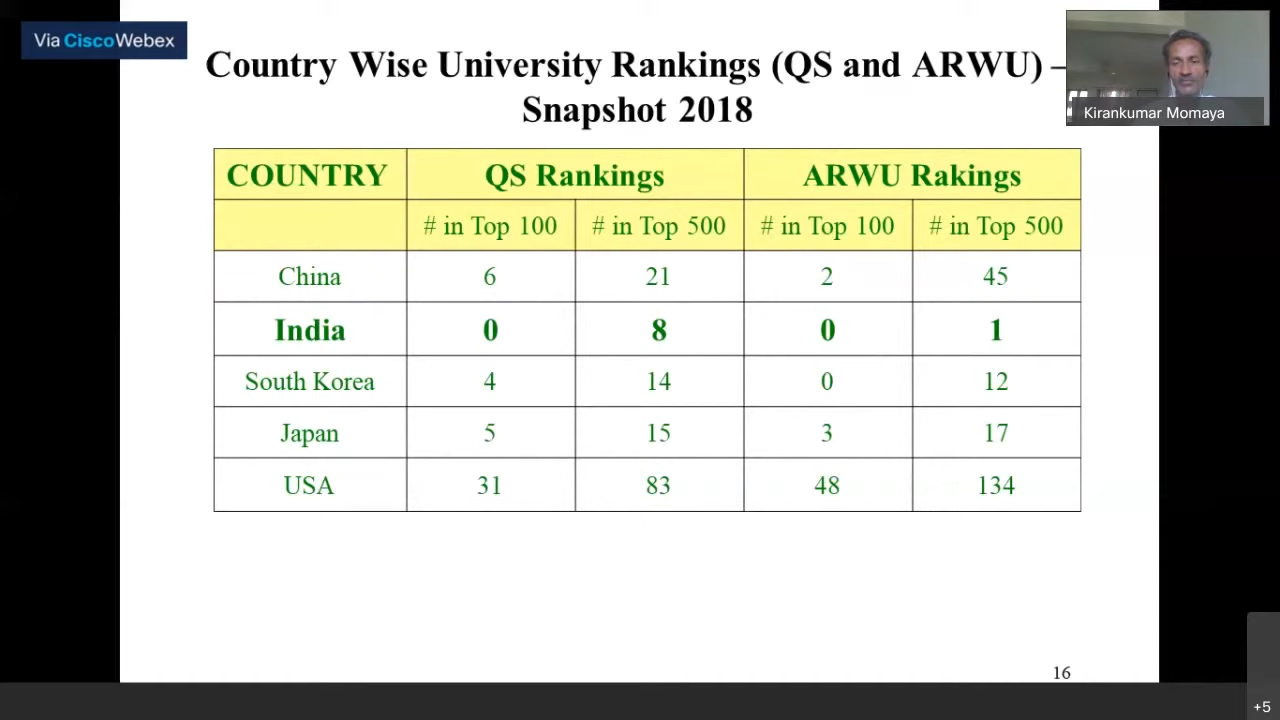 Via CiscoWebex
Country Wise University Rankings (QS and ARWU) –
Snapshot 2018
Kirankumar Momaya
COUNTRY QS Rankings ARWU Rakings
# in Top 100 # in Top 500 # in Top 100 # in Top 500
China 6 21 2 45
India 0 8 0 1
South Korea 4 14 0 12
Japan 5 15 3 17
USA 31 83 48 134
16
+5